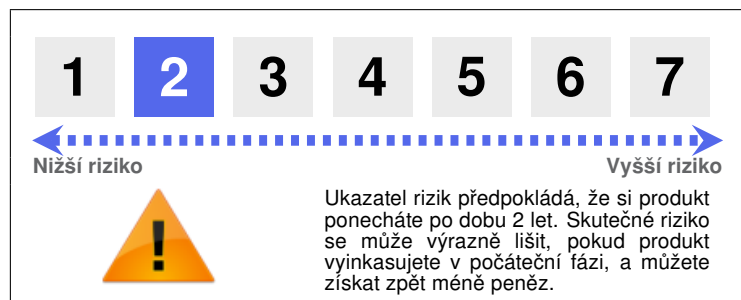 1 2 3 4 5 6 7
Nižší riziko Vyšší riziko
Ukazatel rizik předpokládá, že si produkt
ponecháte po dobu 2 let. Skutečné riziko
se může výrazně lišit, pokud produkt
vyinkasujete v počáteční fázi, a můžete
získat zpět méně peněz.